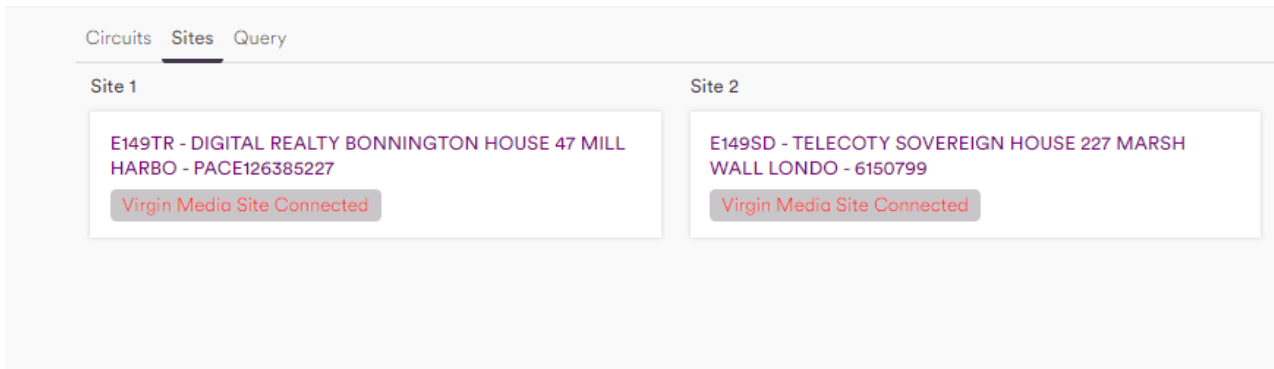 Circuits Sites Query
Site 1
E149TR - DIGITAL REALTY BONNINGTON HOUSE 47 MILL
HARBO - PACE126385227
Virgin Media Site Connected
Site 2
E149SD - TELECOTY SOVEREIGN HOUSE 227 MARSH
WALL LONDO - 6150799
Virgin Media Site Connected